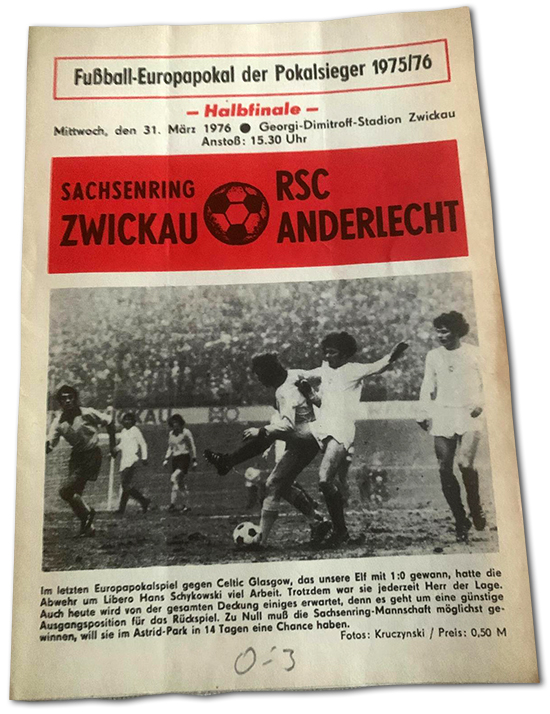 Fußball-Europapokal der Pokalsieger 1975/76
– Halbfinale –
Mittwoch, den 31. März 1976 ● Georgi-Dimitroff-Stadion Zwickau
Anstoß: 15.30 Uhr
SACHSENRING
ZWICKAU
RSC
ANDERLECHT
WICKAU HO
Im letzten Europapokalspiel gegen Celtic Glasgow, das unsere Elf mit 1:0 gewann, hatte die
Abwehr um Libero Hans Schykowski viel Arbeit. Trotzdem war sie jederzeit Herr der Lage.
Auch heute wird von der gesamten Deckung einiges erwartet, denn es geht um eine günstige
Ausgangsposition für das Rückspiel. Zu Null muß die Sachsenring-Mannschaft möglichst ge-
winnen, will sie im Astrid-Park in 14 Tagen eine Chance haben.
Fotos: Kruczynski / Preis: 0,50 M
0:3